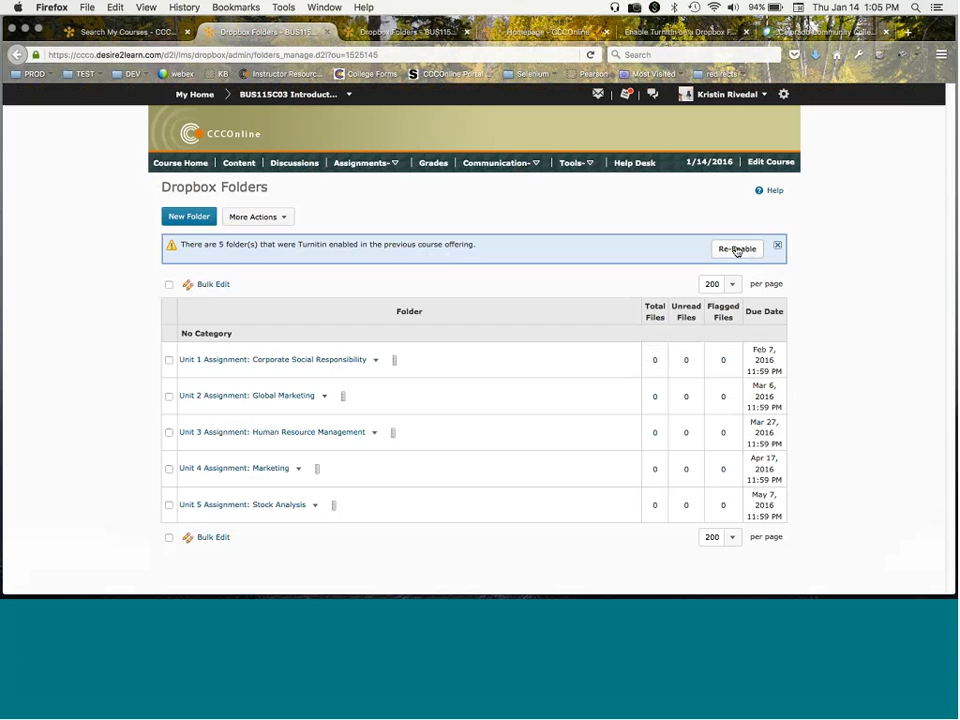 Firefox File Edit View History Bookmarks Tools Window Help 94% Thu Jan 14 1:05 PM
Search My Courses - CCC... Dropbox Folders - BUS115... Dropbox Folders - BUS115... Homepage - CCCOnline Enable Turnitin on a Dropbox F... Colorado Community Colle...
https://ccco.desire2learn.com/d2l/lms/dropbox/admin/folders_manage.d2l?ou=1525145 Search
PROD TEST DEV webex KB Instructor Resourc... College Forms CCCOnline Portal Selenium Pearson Most Visited redirects
My Home BUS115C03 Introduct... Kristin Rivedal
CCCOnline
Course Home Content Discussions Assignments- Grades Communication- Tools- Help Desk 1/14/2016 Edit Course
Dropbox Folders
Help
New Folder More Actions
There are 5 folder(s) that were Turnitin enabled in the previous course offering. Re-enable
Bulk Edit 200 per page
Folder Total Files Unread Files Flagged Files Due Date
No Category
Unit 1 Assignment: Corporate Social Responsibility 0 0 0 Feb 7, 2016 11:59 PM
Unit 2 Assignment: Global Marketing 0 0 0 Mar 6, 2016 11:59 PM
Unit 3 Assignment: Human Resource Management 0 0 0 Mar 27, 2016 11:59 PM
Unit 4 Assignment: Marketing 0 0 0 Apr 17, 2016 11:59 PM
Unit 5 Assignment: Stock Analysis 0 0 0 May 7, 2016 11:59 PM
Bulk Edit 200 per page